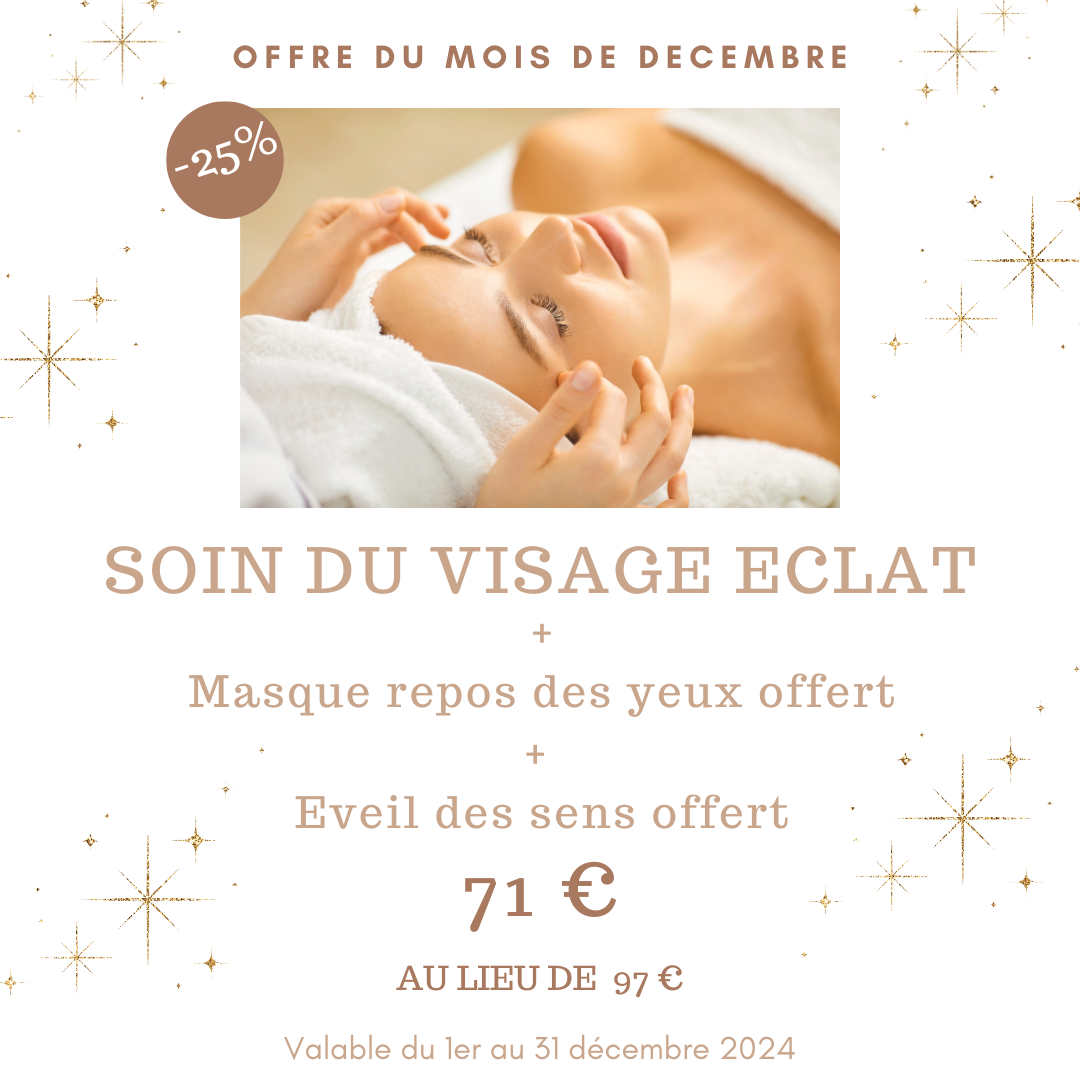 OFFRE DU MOIS DE DECEMBRE
-25%
SOIN DU VISAGE ECLAT
+
Masque repos des yeux offert
+
Eveil des sens offert
71 €
AU LIEU DE 97 €
Valable du 1er au 31 décembre 2024